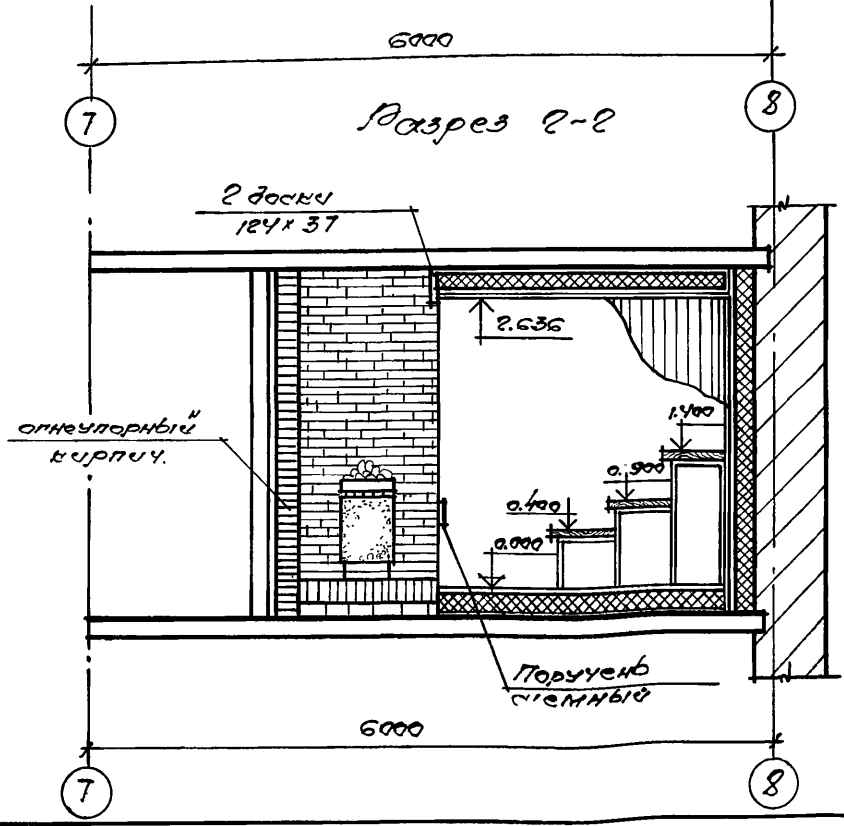 6000
7
8
Разрез 2-2
2 доски
124 x 37
2.636
огнеупорный
кирпич.
1.400
0.900
0.400
0.000
Поручень
съемный
6000
7
8